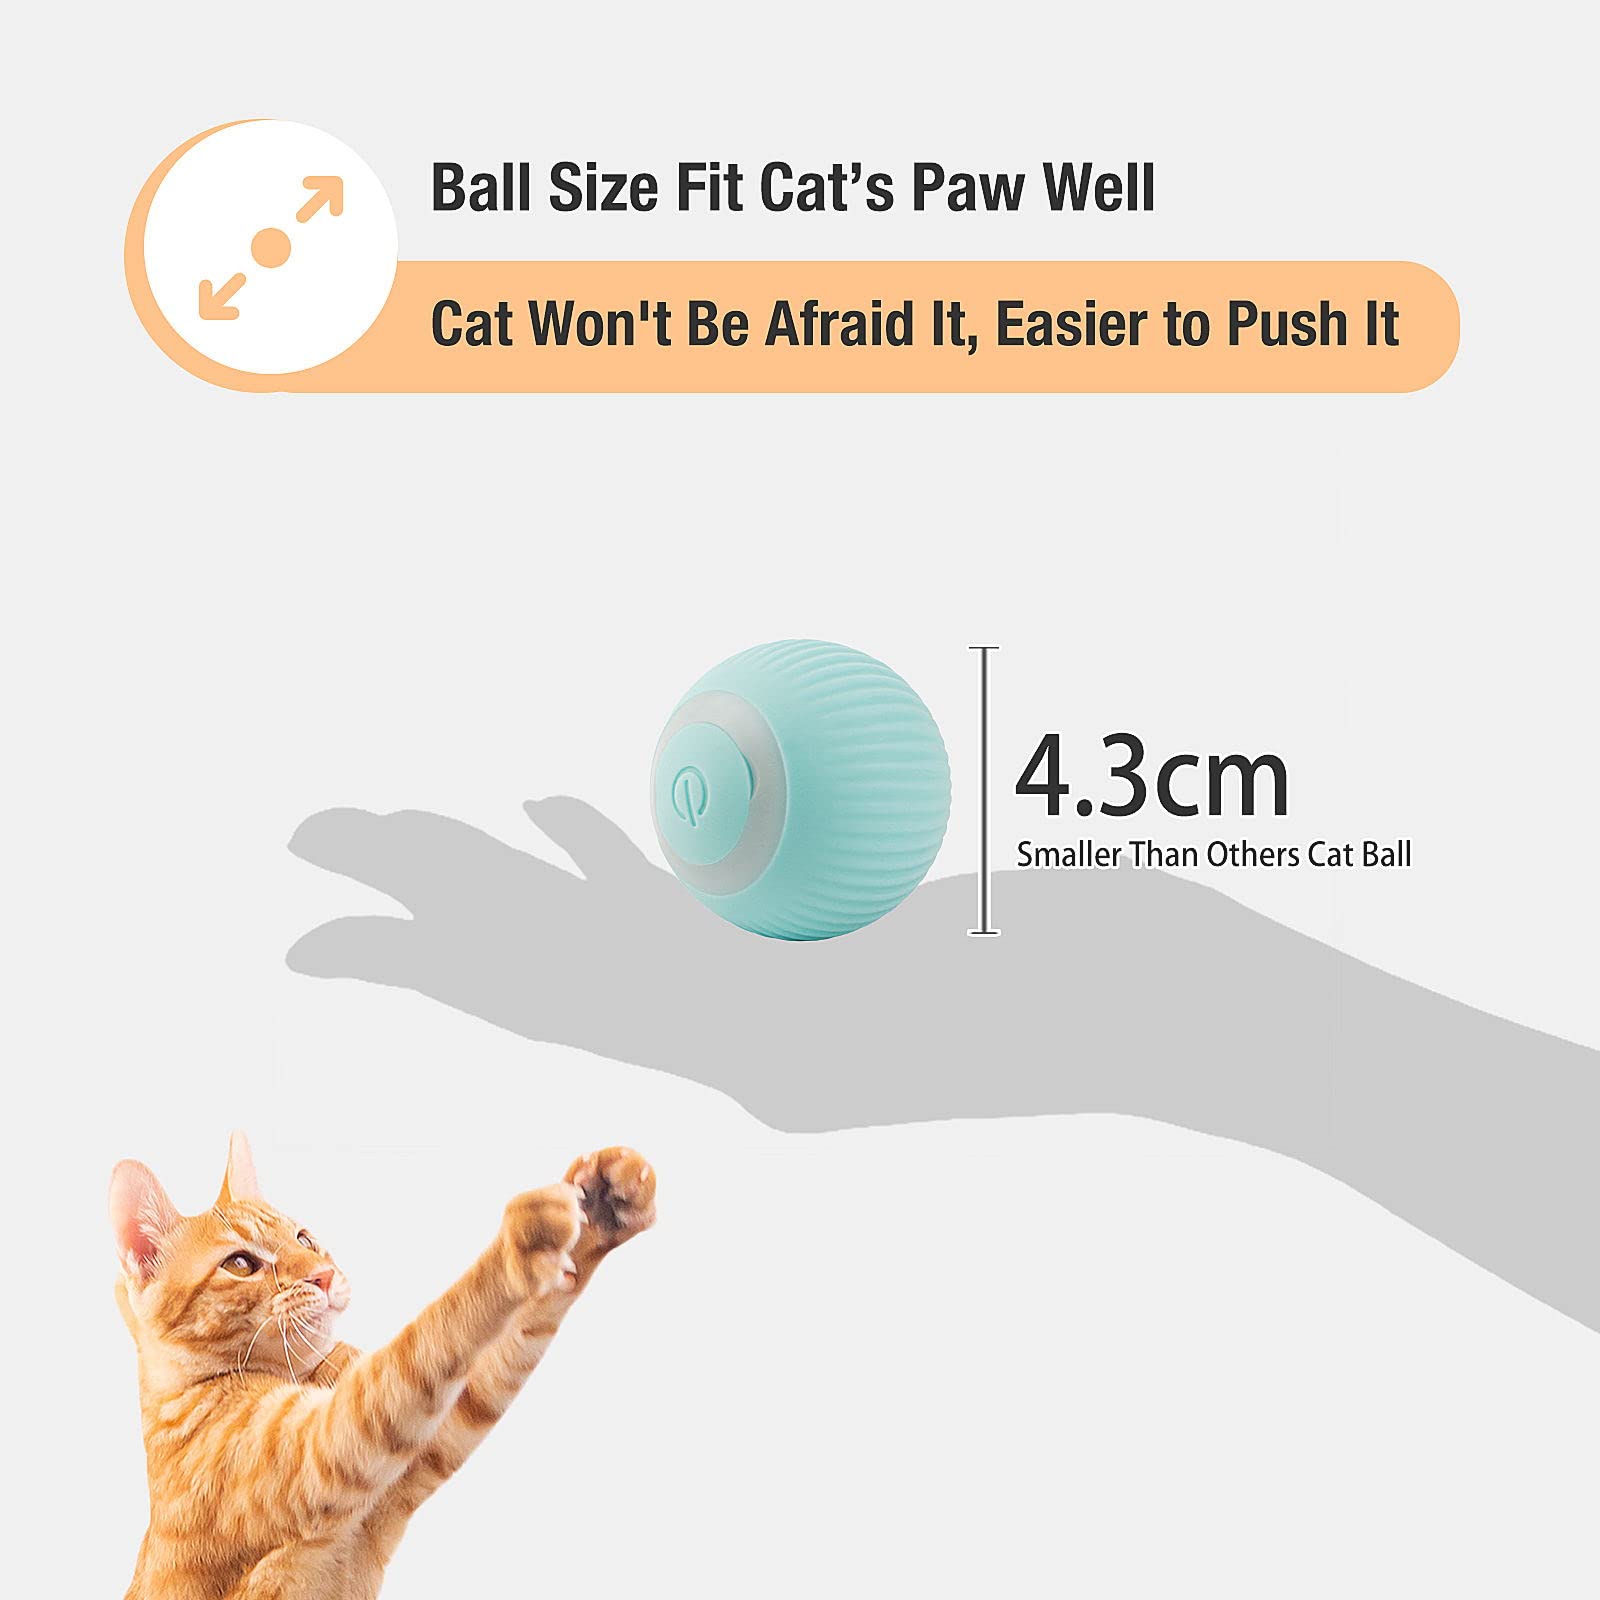 Ball Size Fit Cat’s Paw Well
Cat Won't Be Afraid It, Easier to Push It
4.3cm
Smaller Than Others Cat Ball